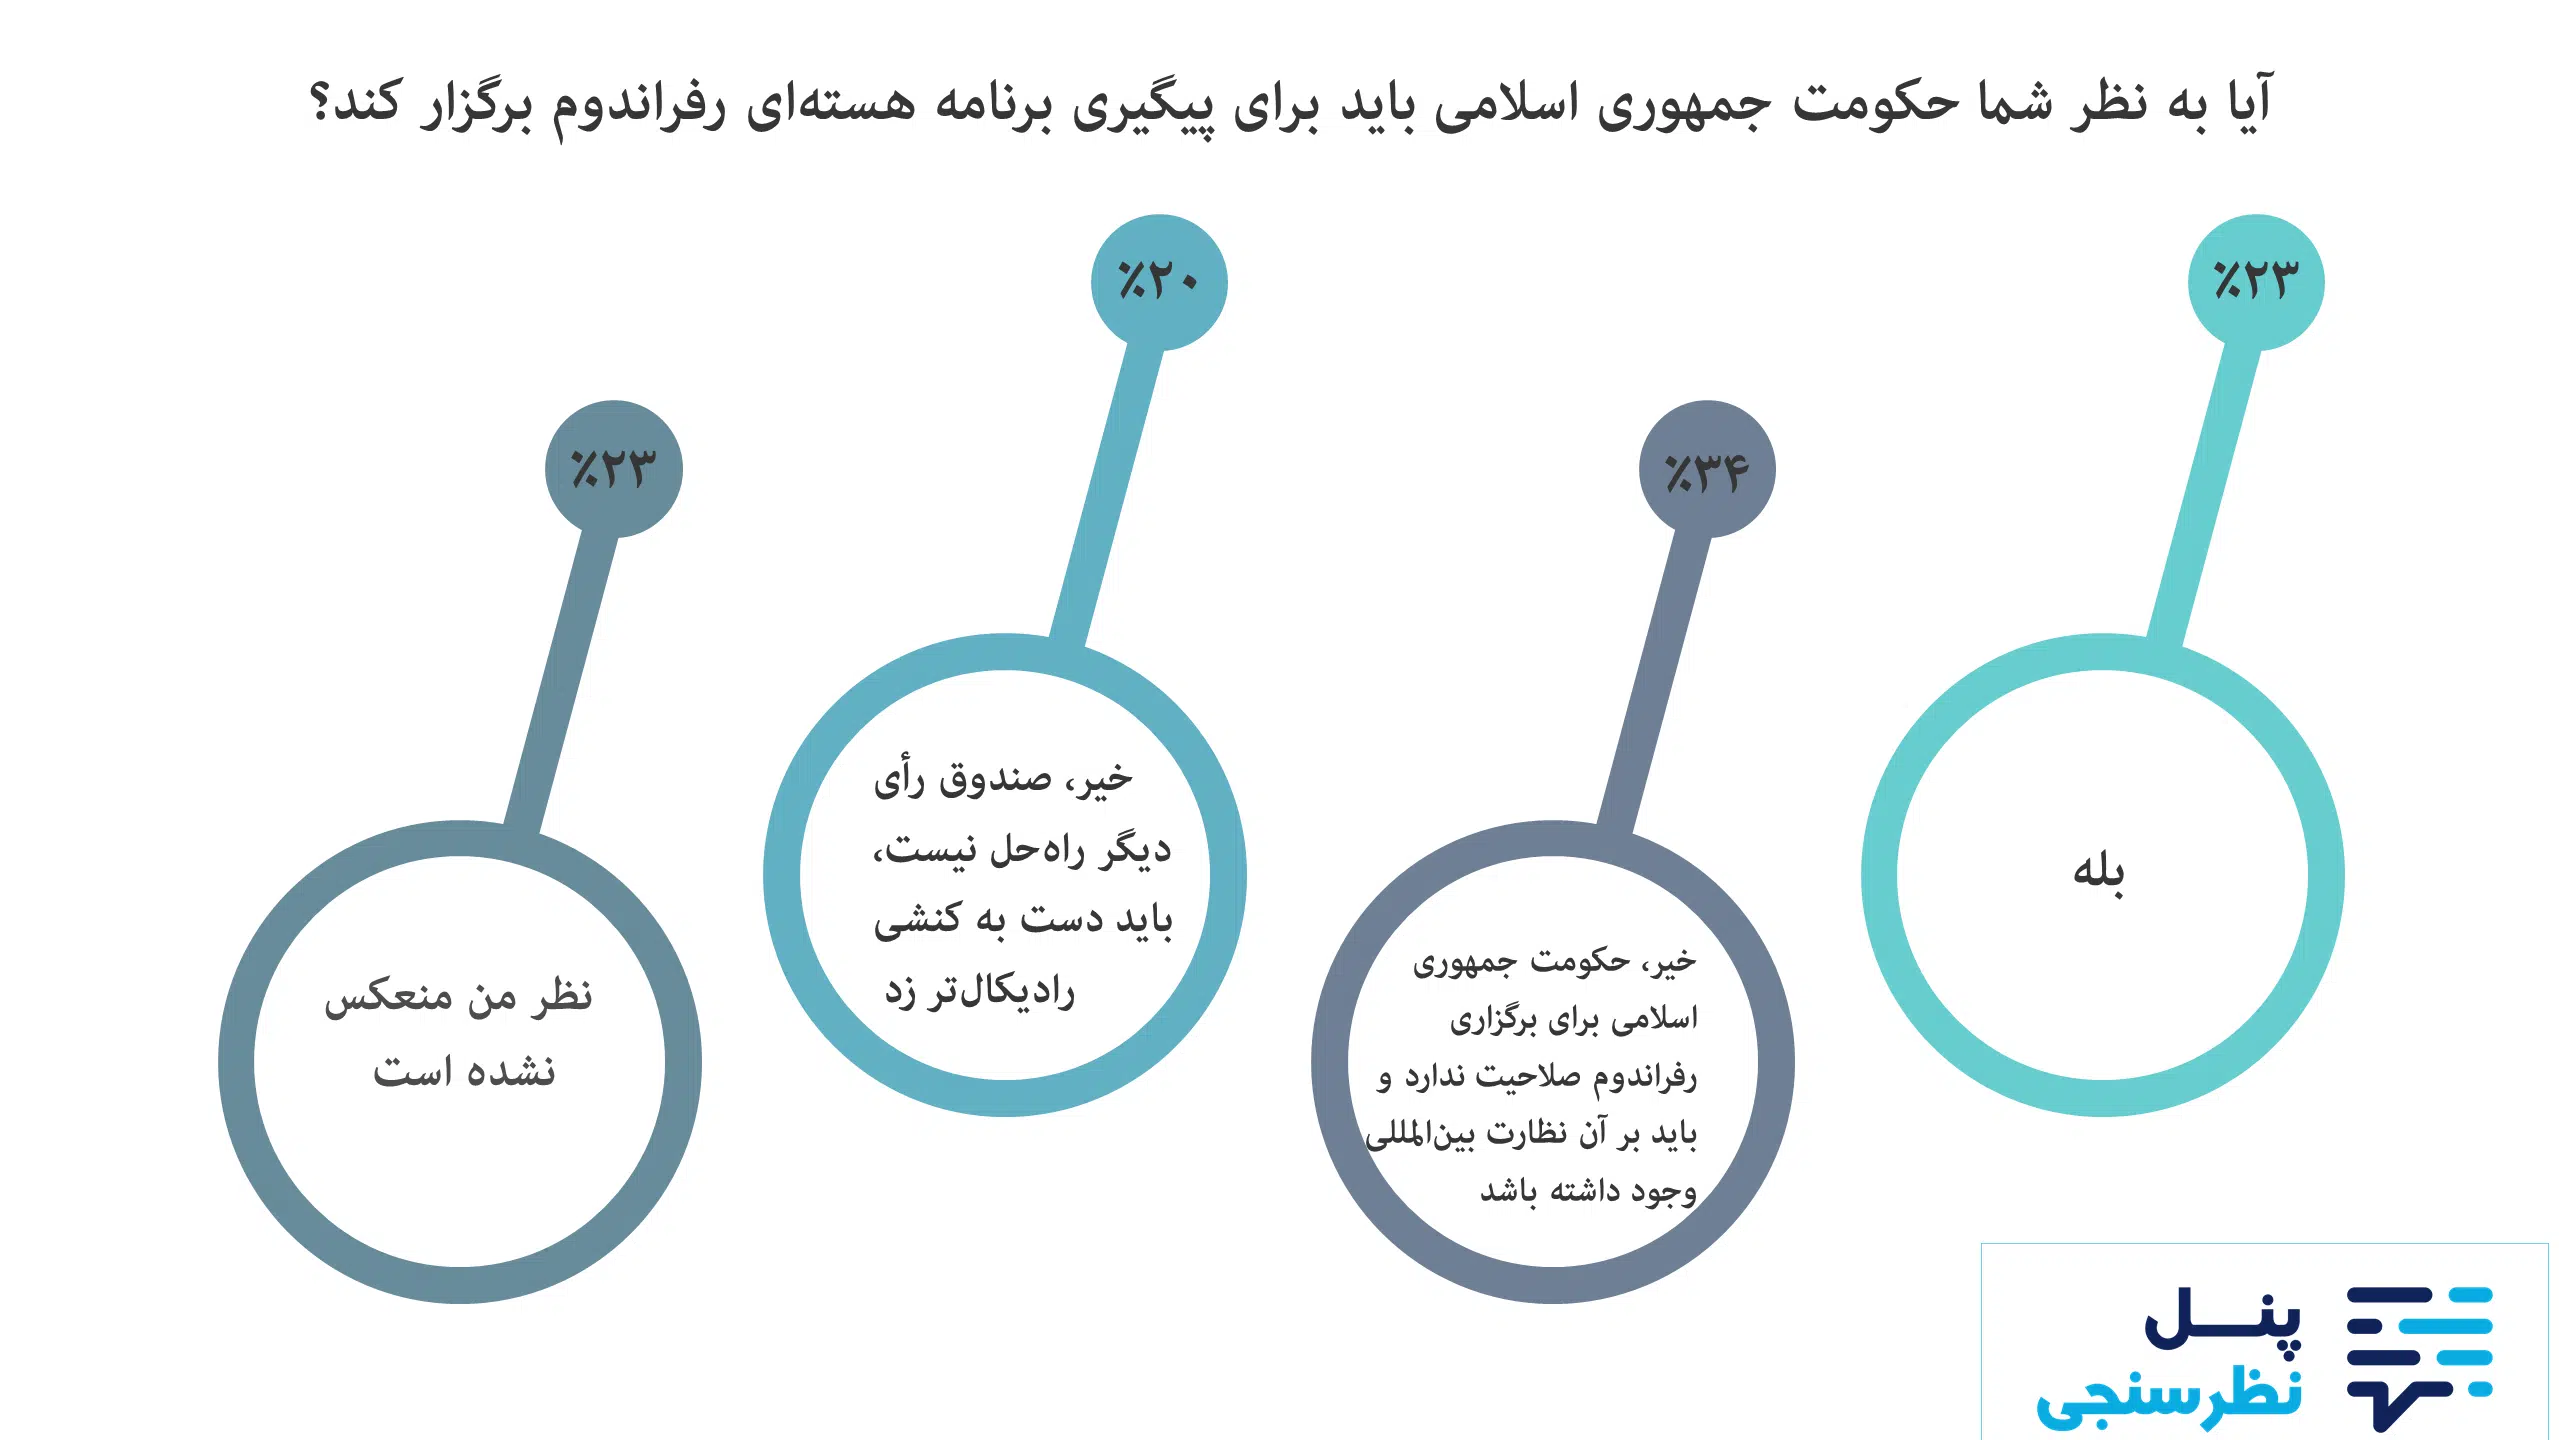 آیا به نظر شما حکومت جمهوری اسلامی باید برای پیگیری برنامه هسته‌ای رفراندوم برگزار کند؟
٪۲۳
بله
٪۳۴
خیر، حکومت جمهوری
اسلامی برای برگزاری
رفراندوم صلاحیت ندارد و
باید بر آن نظارت بین‌المللی
وجود داشته باشد
٪۲۰
خیر، صندوق رأی
دیگر راه‌حل نیست،
باید دست به کنشی
رادیکال‌تر زد
٪۲۳
نظر من منعکس
نشده است
پنل
نظرسنجی